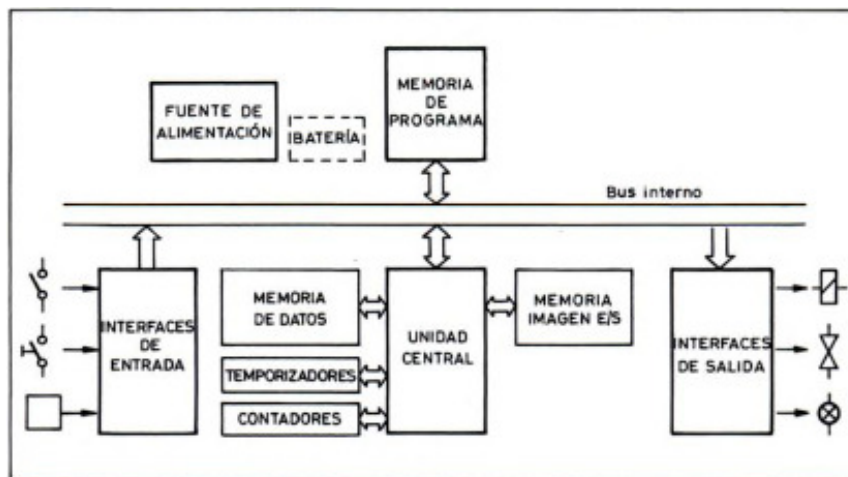 FUENTE DE
ALIMENTACIÓN
BATERÍA
MEMORIA
DE
PROGRAMA
Bus interno
INTERFACES
DE
ENTRADA
MEMORIA
DE DATOS
TEMPORIZADORES
CONTADORES
UNIDAD
CENTRAL
MEMORIA
IMAGEN E/S
INTERFACES
DE SALIDA